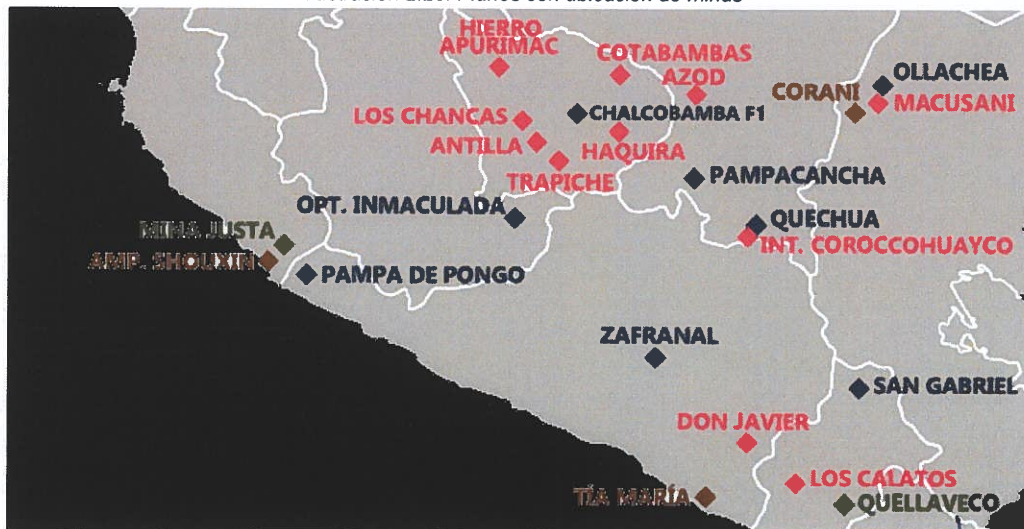 HIERRO
APURIMAC
COTABAMBAS
AZOD
OLLACHEA
CORANI
MACUSANI
LOS CHANCAS
CHALCOBAMBA F1
ANTILLA
HAQUIRA
TRAPICHE
PAMPACANCHA
OPT. INMACULADA
QUECHUA
MINA JUSTA
INT. COROCCOHUAYCO
AMP. SHOUXIN
PAMPA DE PONGO
ZAFRANAL
SAN GABRIEL
DON JAVIER
LOS CALATOS
TÍA MARÍA
QUELLAVECO